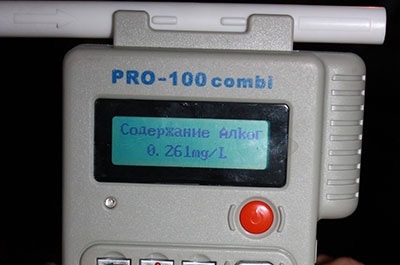 PRO-100 combi
Содержание Алког
0.261mg/L